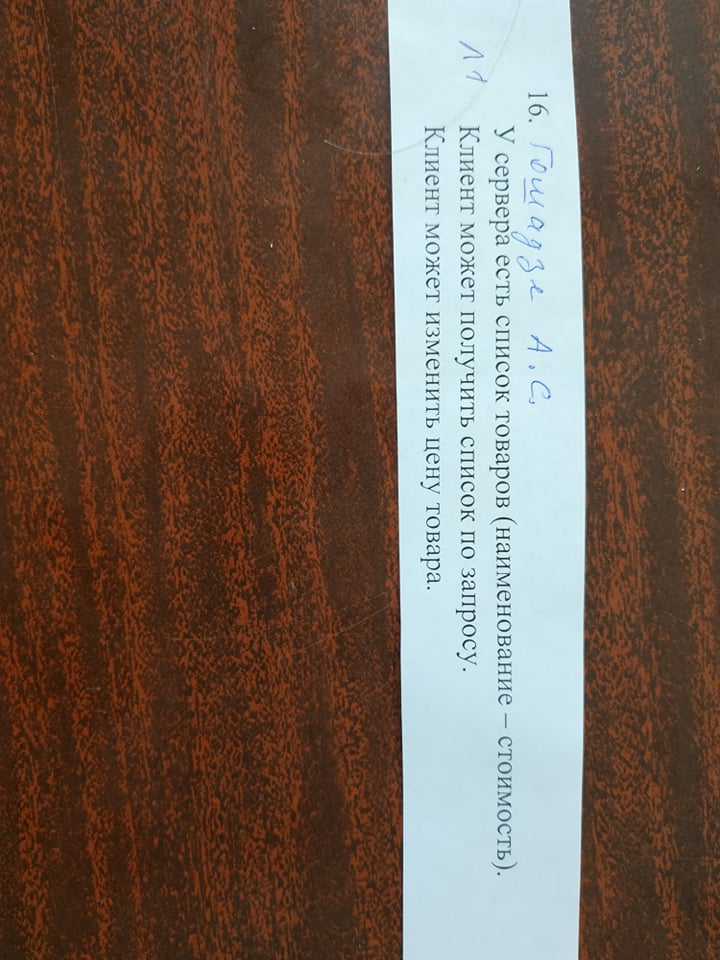 16. Гошадзе А.С.
У сервера есть список товаров (наименование – стоимость).
Л1 Клиент может получить список по запросу.
Клиент может изменить цену товара.